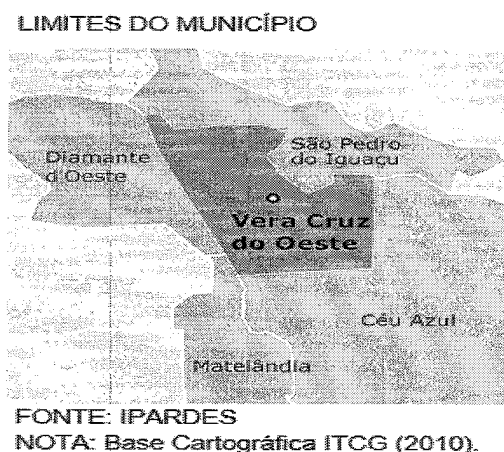 LIMITES DO MUNICÍPIO
São Pedro
do Iguaçu
Diamante
d'Oeste
Vera Cruz
do Oeste
Céu Azul
Matelândia
FONTE: IPARDES
NOTA: Base Cartográfica ITCG (2010).